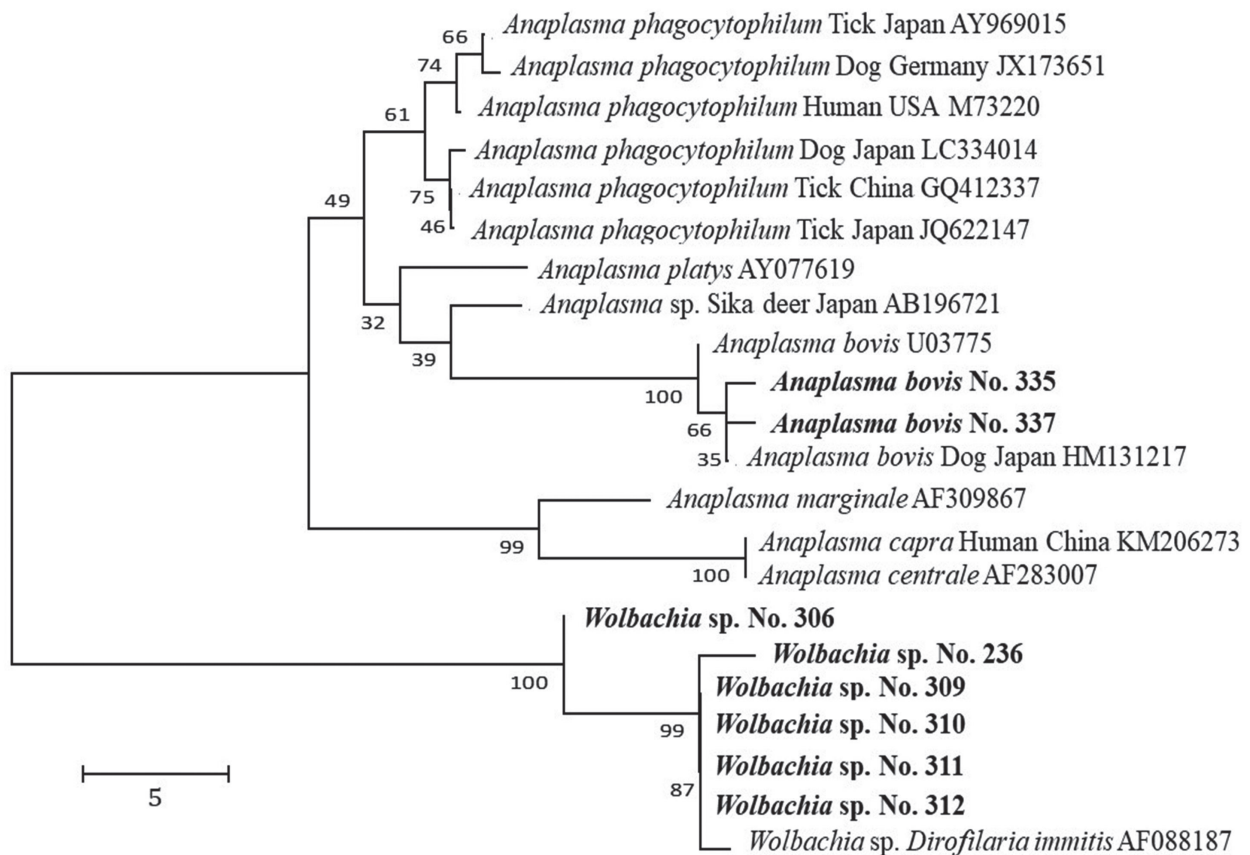 Anaplasma phagocytophilum Tick Japan AY969015
66
Anaplasma phagocytophilum Dog Germany JX173651
74
Anaplasma phagocytophilum Human USA M73220
61
Anaplasma phagocytophilum Dog Japan LC334014
75
Anaplasma phagocytophilum Tick China GQ412337
49
46
Anaplasma phagocytophilum Tick Japan JQ622147
Anaplasma platys AY077619
32
Anaplasma sp. Sika deer Japan AB196721
39
Anaplasma bovis U03775
100
Anaplasma bovis No. 335
66
Anaplasma bovis No. 337
35
Anaplasma bovis Dog Japan HM131217
Anaplasma marginale AF309867
99
Anaplasma capra Human China KM206273
100
Anaplasma centrale AF283007
Wolbachia sp. No. 306
100
Wolbachia sp. No. 236
Wolbachia sp. No. 309
99
Wolbachia sp. No. 310
Wolbachia sp. No. 311
87
Wolbachia sp. No. 312
5
Wolbachia sp. Dirofilaria immitis AF088187